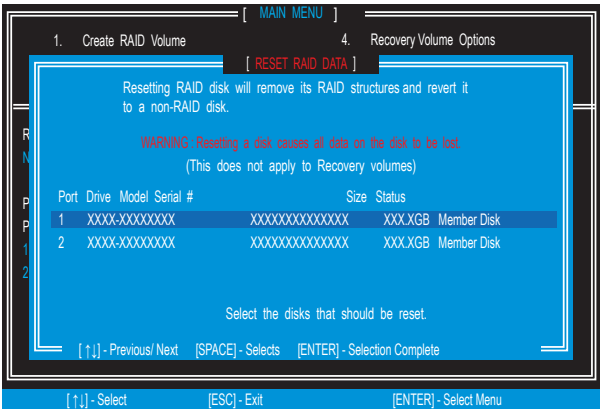 [ MAIN MENU ]
1. Create RAID Volume 4. Recovery Volume Options
[ RESET RAID DATA ]
Resetting RAID disk will remove its RAID structures and revert it
to a non-RAID disk.
WARNING : Resetting a disk causes all data on the disk to be lost.
(This does not apply to Recovery volumes)
R
N
P
P
1
2
Port Drive Model Serial # Size Status
1 XXXX-XXXXXXXX XXXXXXXXXXXXXX XXX.XGB Member Disk
2 XXXX-XXXXXXXX XXXXXXXXXXXXXX XXX.XGB Member Disk
Select the disks that should be reset.
[ ↑↓] - Previous/ Next [SPACE] - Selects [ENTER] - Selection Complete
[ ↑↓] - Select [ESC] - Exit [ENTER] - Select Menu